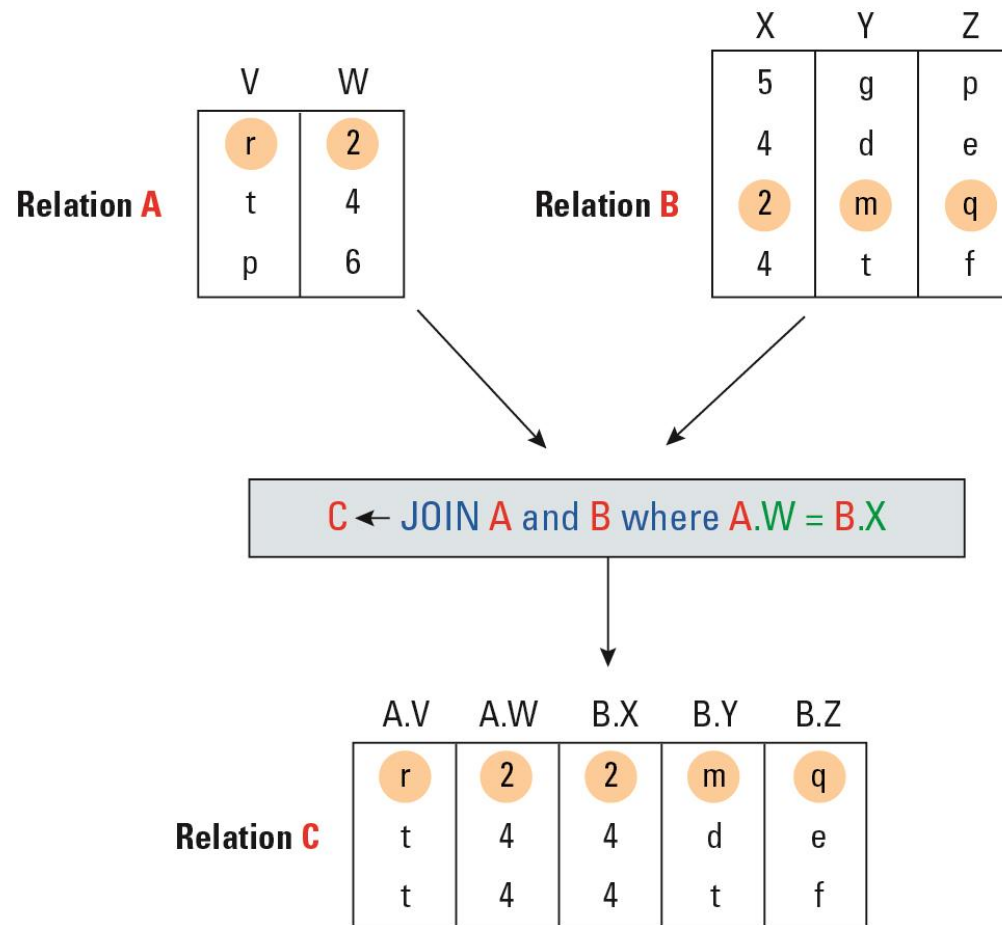 V W
r 2
t 4
p 6
Relation A
X Y Z
5 g p
4 d e
2 m q
4 t f
Relation B
C ← JOIN A and B where A.W = B.X
A.V A.W B.X B.Y B.Z
r 2 2 m q
t 4 4 d e
t 4 4 t f
Relation C